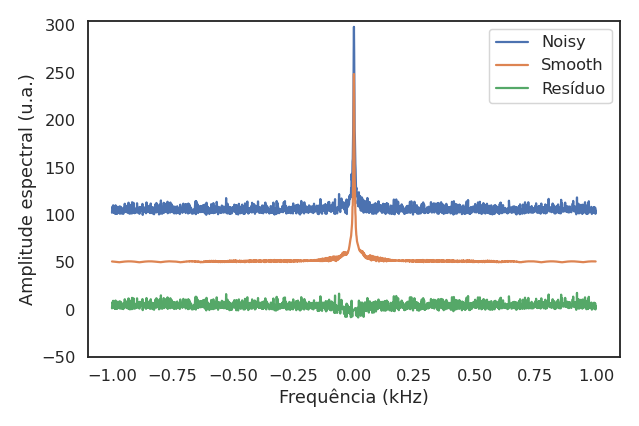 300
250
200
150
100
50
0
−50
Amplitude espectral (u.a.)
Noisy
Smooth
Resíduo
−1.00 −0.75 −0.50 −0.25 0.00 0.25 0.50 0.75 1.00
Frequência (kHz)